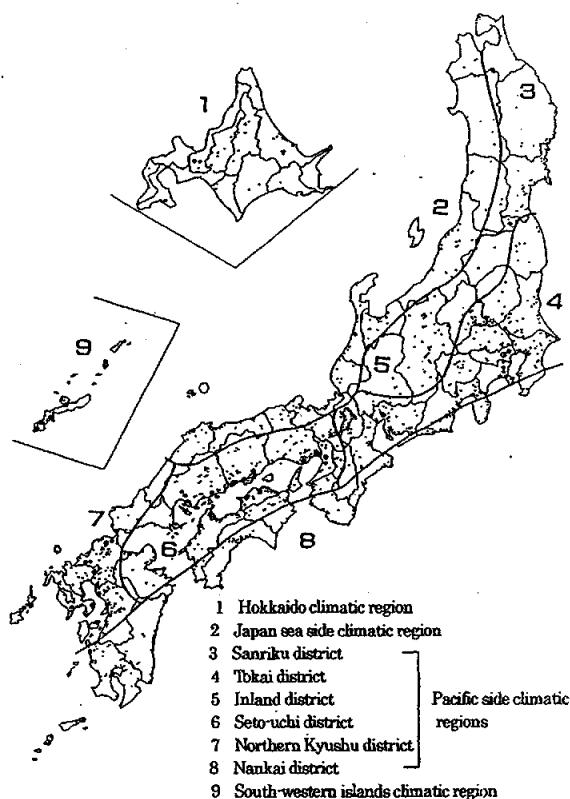 1
3
2
4
9
5
7
6
8
1 Hokkaido climatic region
2 Japan sea side climatic region
3 Sanriku district
4 Tokai district
5 Inland district
6 Seto-uchi district
7 Northern Kyushu district
8 Nankai district
9 South-western islands climatic region
Pacific side climatic
regions